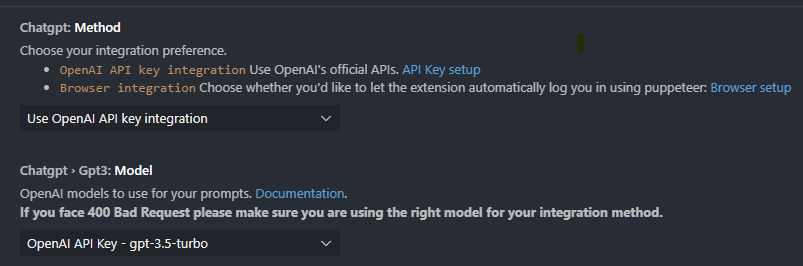 Chatgpt: Method
Choose your integration preference.
• OpenAI API key integration Use OpenAI's official APIs. API Key setup
• Browser integration Choose whether you'd like to let the extension automatically log you in using puppeteer: Browser setup
Use OpenAI API key integration
Chatgpt › Gpt3: Model
OpenAI models to use for your prompts. Documentation.
If you face 400 Bad Request please make sure you are using the right model for your integration method.
OpenAI API Key - gpt-3.5-turbo